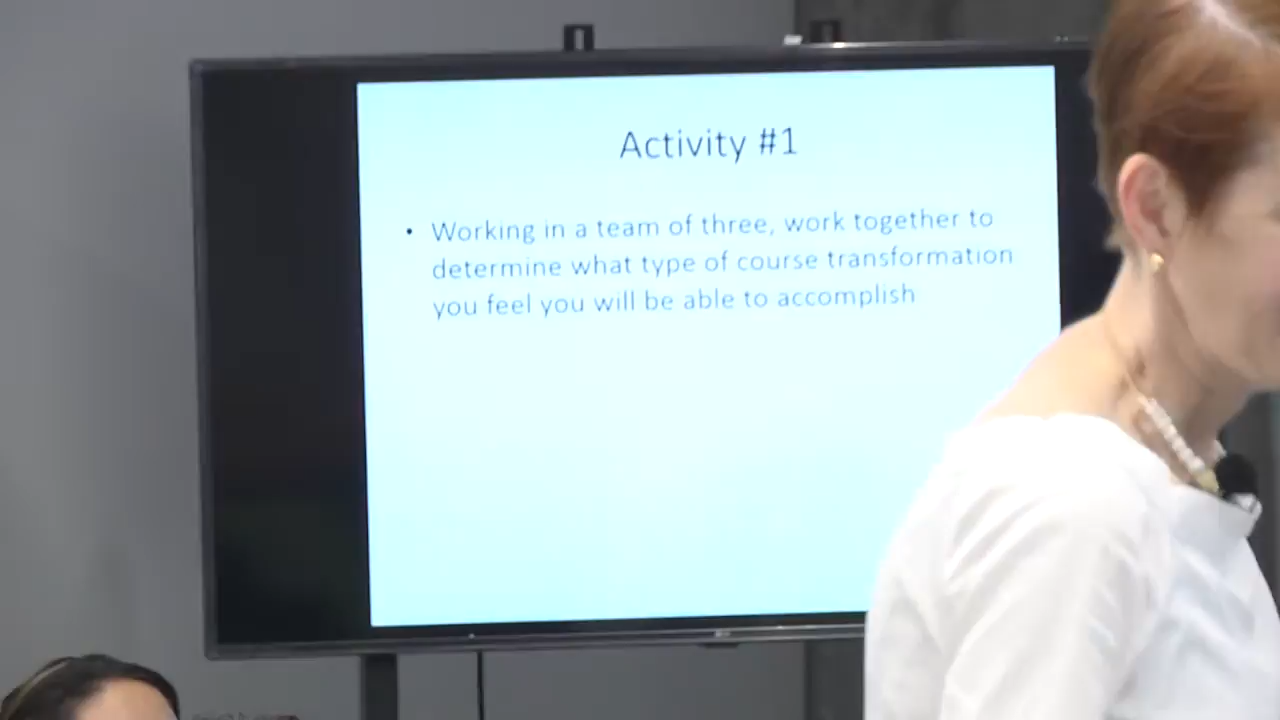 Activity #1
• Working in a team of three, work together to
determine what type of course transformation
you feel you will be able to accomplish